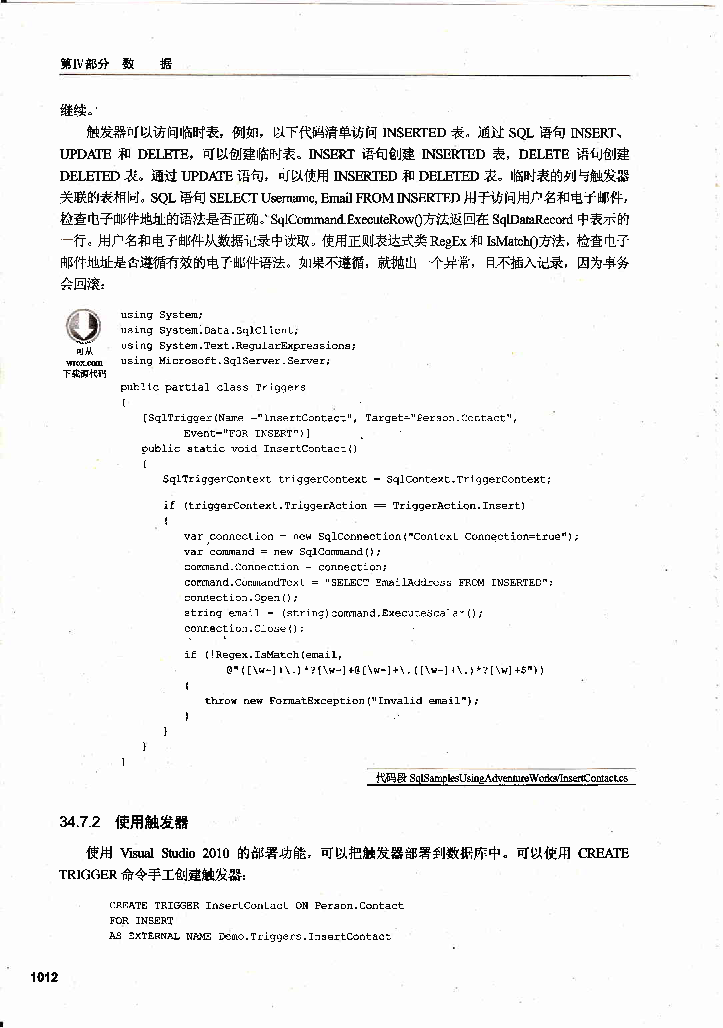 第Ⅳ部分 数 据
继续。
触发器可以访问临时表，例如，以下代码清单访问 INSERTED 表。通过 SQL 语句 INSERT、
UPDATE 和 DELETE，可以创建临时表。INSERT 语句创建 INSERTED 表，DELETE 语句创建
DELETED 表。通过 UPDATE 语句，可以使用 INSERTED 和 DELETED 表。临时表的列与触发器
关联的表相同。SQL 语句 SELECT Username, Email FROM INSERTED 用于访问用户名和电子邮件，
检查电子邮件地址的语法是否正确。SqlCommand.ExecuteRow()方法返回在 SqlDataRecord 中表示的
一行。用户名和电子邮件从数据记录中读取。使用正则表达式类 RegEx 和 IsMatch()方法，检查电子
邮件地址是否遵循有效的电子邮件语法。如果不遵循，就抛出一个异常，且不插入记录，因为事务
会回滚：
可从
wrox.com
下载源代码
using System;
using System.Data.SqlClient;
using System.Text.RegularExpressions;
using Microsoft.SqlServer.Server;
public partial class Triggers
{
[SqlTrigger(Name ="InsertContact", Target="Person.Contact",
Event="FOR INSERT")]
public static void InsertContact()
{
SqlTriggerContext triggerContext = SqlContext.TriggerContext;
if (triggerContext.TriggerAction == TriggerAction.Insert)
{
var connection = new SqlConnection("Context Connection=true");
var command = new SqlCommand();
command.Connection = connection;
command.CommandText = "SELECT EmailAddress FROM INSERTED";
connection.Open();
string email = (string)command.ExecuteScalar();
connection.Close();
if (!Regex.IsMatch(email,
@"([\w-]+\.)*?[\w-]+@[\w-]+\.([\w-]+\.)*?[\w]+$"))
{
throw new FormatException("Invalid email");
}
}
}
}
代码段 SqlSamplesUsingAdventureWorks/InsertContact.cs
34.7.2 使用触发器
使用 Visual Studio 2010 的部署功能，可以把触发器部署到数据库中。可以使用 CREATE
TRIGGER 命令手工创建触发器：
CREATE TRIGGER InsertContact ON Person.Contact
FOR INSERT
AS EXTERNAL NAME Demo.Triggers.InsertContact
1012